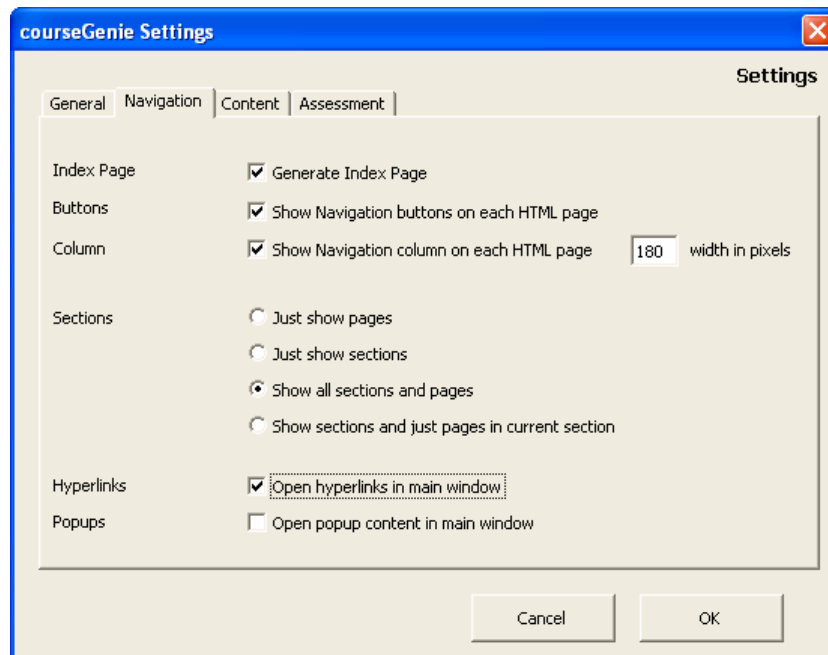 courseGenie Settings
Settings
General Navigation Content Assessment
Index Page Generate Index Page
Buttons Show Navigation buttons on each HTML page
Column Show Navigation column on each HTML page 180 width in pixels
Sections Just show pages
Just show sections
Show all sections and pages
Show sections and just pages in current section
Hyperlinks Open hyperlinks in main window
Popups Open popup content in main window
Cancel OK